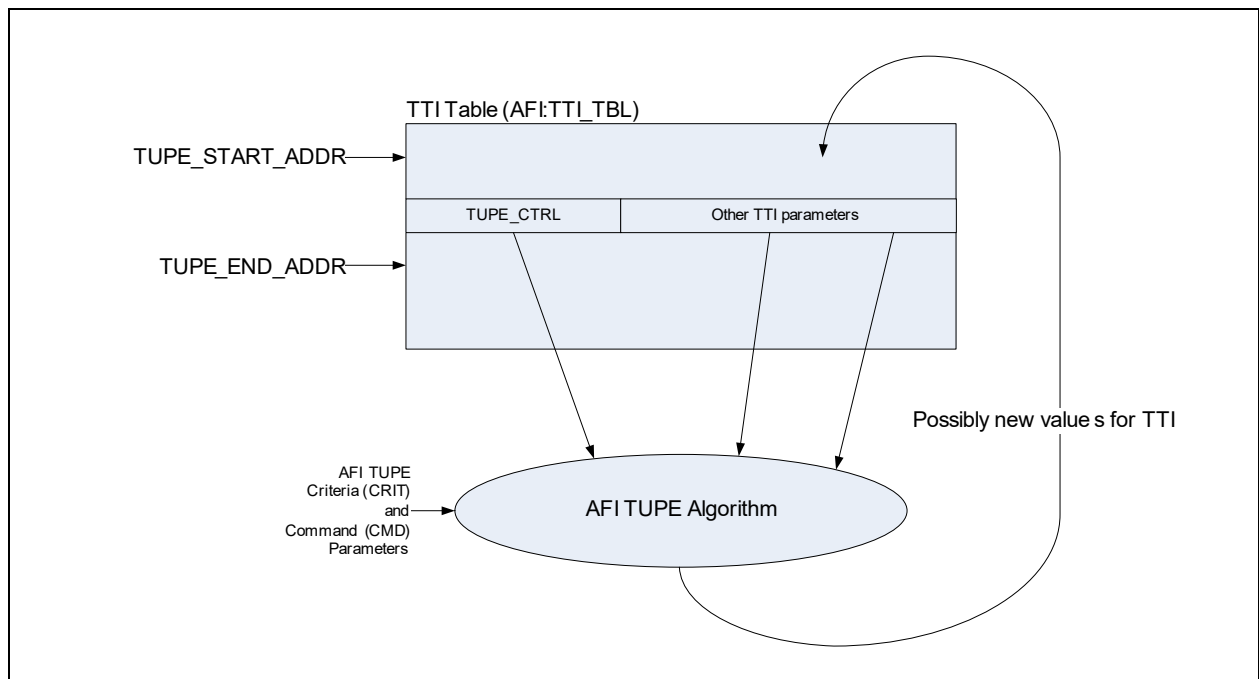 TTI Table (AFI:TTI_TBL)
TUPE_START_ADDR
TUPE_CTRL
Other TTI parameters
TUPE_END_ADDR
Possibly new values for TTI
AFI TUPE
Criteria (CRIT)
and
Command (CMD)
Parameters
AFI TUPE Algorithm